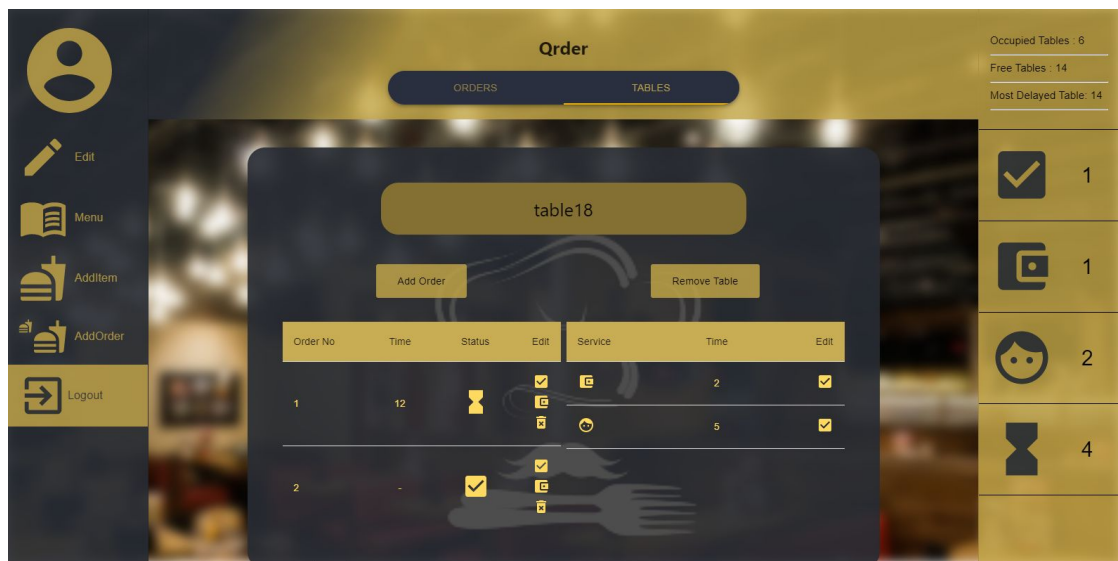 Qrder
ORDERS TABLES
Occupied Tables : 6
Free Tables : 14
Most Delayed Table: 14
Edit
Menu
AddItem
AddOrder
Logout
table18
Add Order Remove Table
Order No Time Status Edit Service Time Edit
1 12
2 -
2
5
1
1
2
4